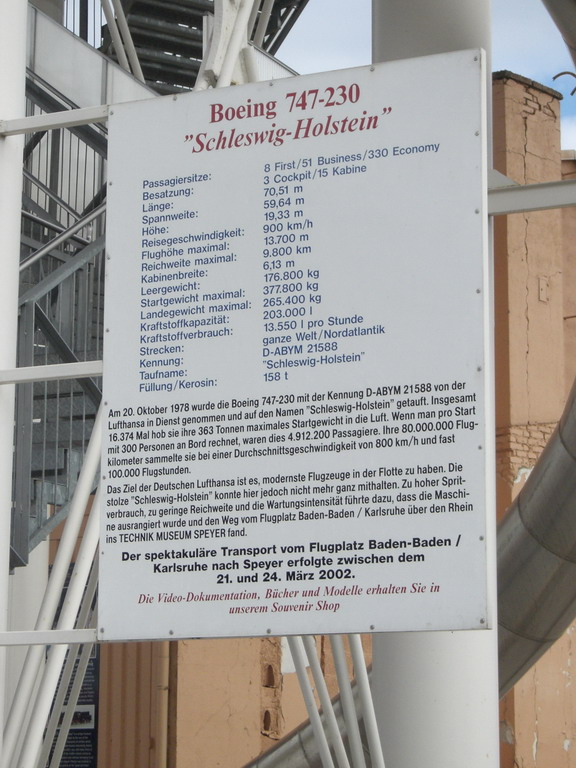 Boeing 747-230
"Schleswig-Holstein"
Passagiersitze: 8 First/51 Business/330 Economy
Besatzung: 3 Cockpit/15 Kabine
Länge: 70,51 m
Spannweite: 59,64 m
Höhe: 19,33 m
Reisegeschwindigkeit: 900 km/h
Flughöhe maximal: 13.700 m
Reichweite maximal: 9.800 km
Kabinenbreite: 6,13 m
Leergewicht: 176.800 kg
Startgewicht maximal: 377.800 kg
Landegewicht maximal: 265.400 kg
Kraftstoffkapazität: 203.000 l
Kraftstoffverbrauch: 13.550 l pro Stunde
Strecken: ganze Welt/Nordatlantik
Kennung: D-ABYM 21588
Taufname: "Schleswig-Holstein"
Füllung/Kerosin: 158 t
Am 20. Oktober 1978 wurde die Boeing 747-230 mit der Kennung D-ABYM 21588 von der
Lufthansa in Dienst genommen und auf den Namen "Schleswig-Holstein" getauft. Insgesamt
16.374 Mal hob sie ihre 363 Tonnen maximales Startgewicht in die Luft. Wenn man pro Start
mit 300 Personen an Bord rechnet, waren dies 4.912.200 Passagiere. Ihre 80.000.000 Flug-
kilometer sammelte sie bei einer Durchschnittsgeschwindigkeit von 800 km/h und fast
100.000 Flugstunden.
Das Ziel der Deutschen Lufthansa ist es, modernste Flugzeuge in der Flotte zu haben. Die
stolze "Schleswig-Holstein" konnte hier jedoch nicht mehr ganz mithalten. Zu hoher Sprit-
verbrauch, zu geringe Reichweite und die Wartungsintensität führte dazu, dass die Maschi-
ne ausrangiert wurde und den Weg vom Flugplatz Baden-Baden / Karlsruhe über den Rhein
ins TECHNIK MUSEUM SPEYER fand.
Der spektakuläre Transport vom Flugplatz Baden-Baden /
Karlsruhe nach Speyer erfolgte zwischen dem
21. und 24. März 2002.
Die Video-Dokumentation, Bücher und Modelle erhalten Sie in
unserem Souvenir Shop